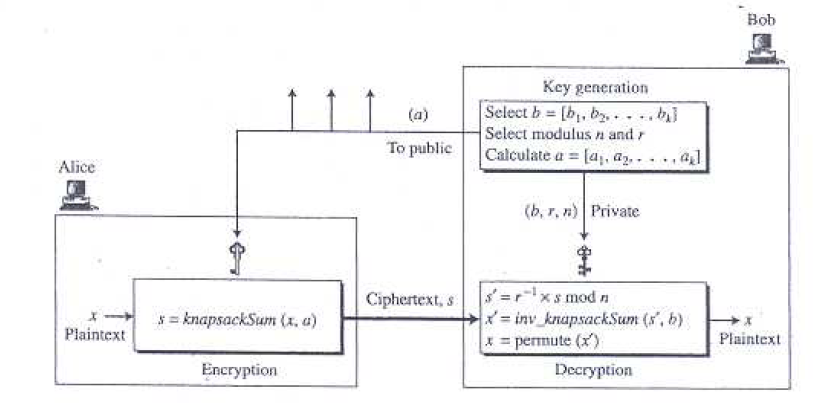 Bob
Key generation
Select b = [b₁, b₂, . . . , bₖ]
Select modulus n and r
Calculate a = [a₁, a₂, . . . , aₖ]
(a)
To public
Alice
(b, r, n) Private
x
Plaintext
s = knapsackSum (x, a)
Encryption
Ciphertext, s
s′ = r⁻¹ × s mod n
x′ = inv_knapsackSum (s′, b)
x = permute (x′)
x
Plaintext
Decryption